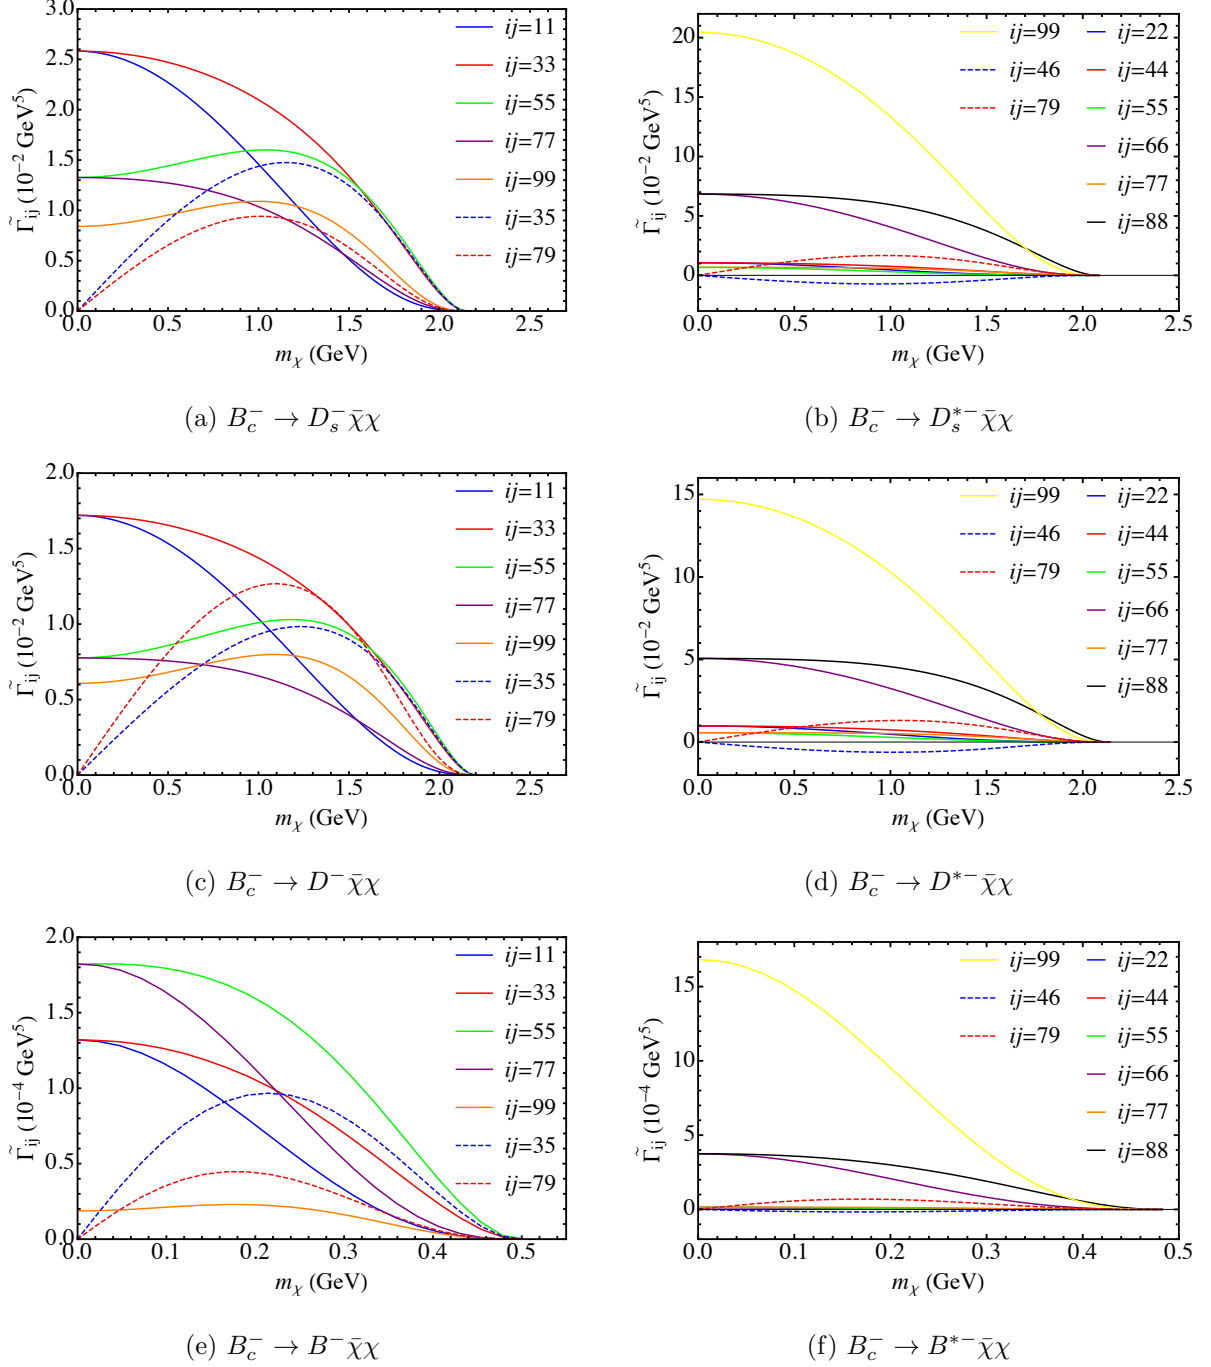 3.0
2.5
2.0
1.5
1.0
0.5
0.0
Γ̃ij (10⁻² GeV⁵)
ij=11
ij=33
ij=55
ij=77
ij=99
ij=35
ij=79
0.0 0.5 1.0 1.5 2.0 2.5
mχ (GeV)
(a) Bc⁻ → Ds⁻ χ̄χ
20
15
10
5
0
Γ̃ij (10⁻² GeV⁵)
ij=99 ij=22
ij=46 ij=44
ij=79 ij=55
ij=66
ij=77
ij=88
0.0 0.5 1.0 1.5 2.0 2.5
mχ (GeV)
(b) Bc⁻ → Ds*⁻ χ̄χ
2.0
1.5
1.0
0.5
0.0
Γ̃ij (10⁻² GeV⁵)
ij=11
ij=33
ij=55
ij=77
ij=99
ij=35
ij=79
0.0 0.5 1.0 1.5 2.0 2.5
mχ (GeV)
(c) Bc⁻ → D⁻ χ̄χ
15
10
5
0
Γ̃ij (10⁻² GeV⁵)
ij=99 ij=22
ij=46 ij=44
ij=79 ij=55
ij=66
ij=77
ij=88
0.0 0.5 1.0 1.5 2.0 2.5
mχ (GeV)
(d) Bc⁻ → D*⁻ χ̄χ
2.0
1.5
1.0
0.5
0.0
Γ̃ij (10⁻⁴ GeV⁵)
ij=11
ij=33
ij=55
ij=77
ij=99
ij=35
ij=79
0.0 0.1 0.2 0.3 0.4 0.5
mχ (GeV)
(e) Bc⁻ → B⁻ χ̄χ
15
10
5
0
Γ̃ij (10⁻⁴ GeV⁵)
ij=99 ij=22
ij=46 ij=44
ij=79 ij=55
ij=66
ij=77
ij=88
0.0 0.1 0.2 0.3 0.4 0.5
mχ (GeV)
(f) Bc⁻ → B*⁻ χ̄χ